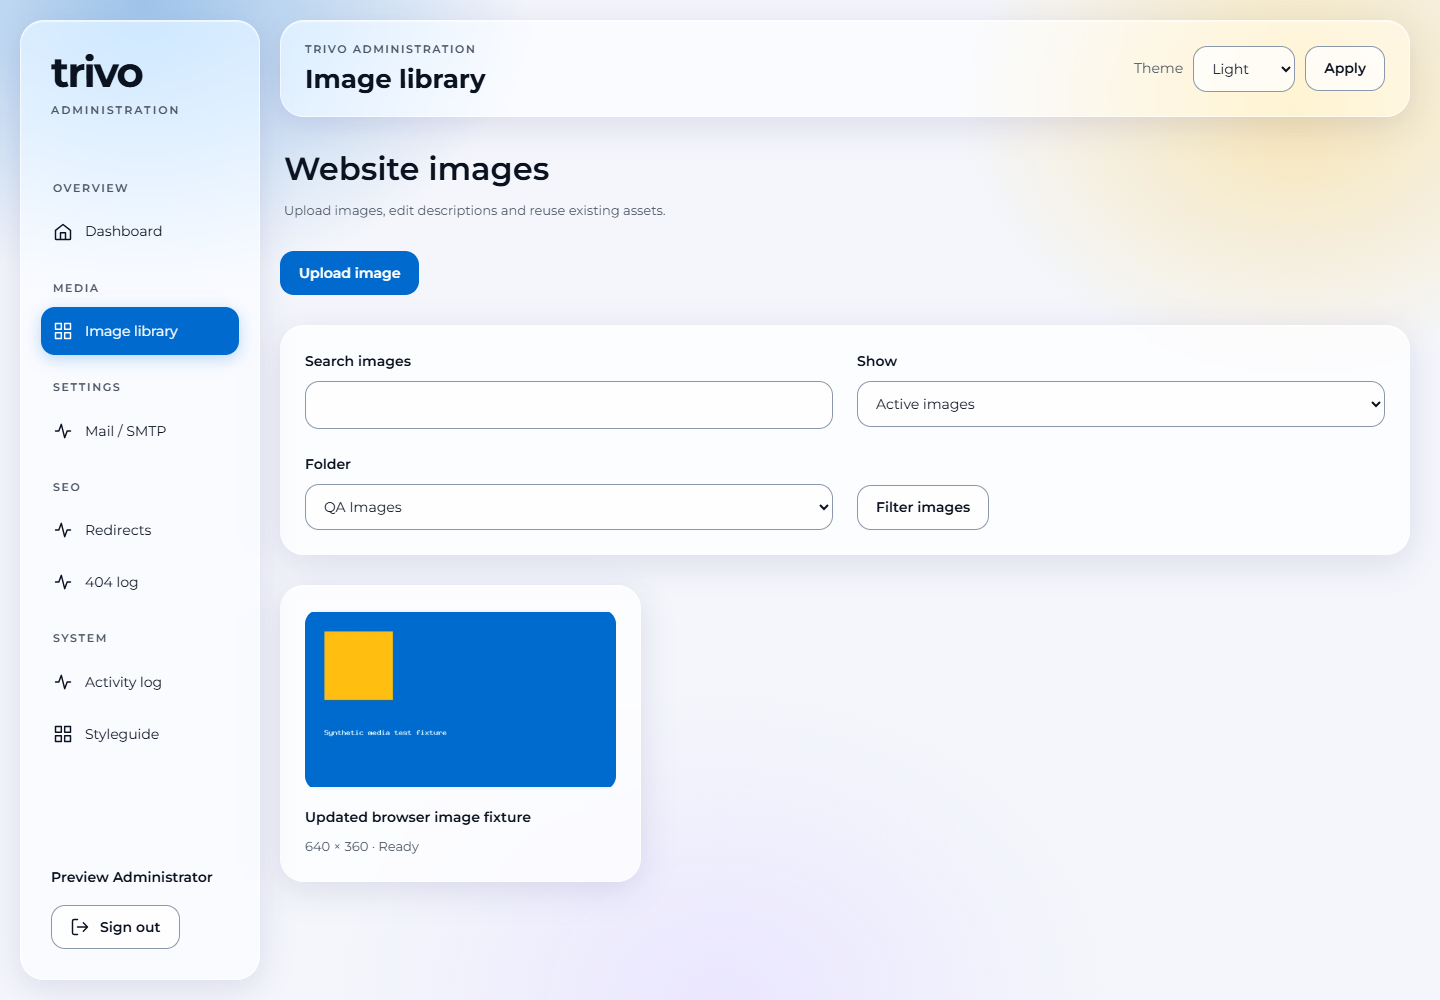 trivo
ADMINISTRATION
OVERVIEW
Dashboard
MEDIA
Image library
SETTINGS
Mail / SMTP
SEO
Redirects
404 log
SYSTEM
Activity log
Styleguide
Preview Administrator
Sign out
TRIVO ADMINISTRATION
Image library
Theme
Light
Apply
Website images
Upload images, edit descriptions and reuse existing assets.
Upload image
Search images
Show
Active images
Folder
QA Images
Filter images
Synthetic media test fixture
Updated browser image fixture
640 × 360 · Ready